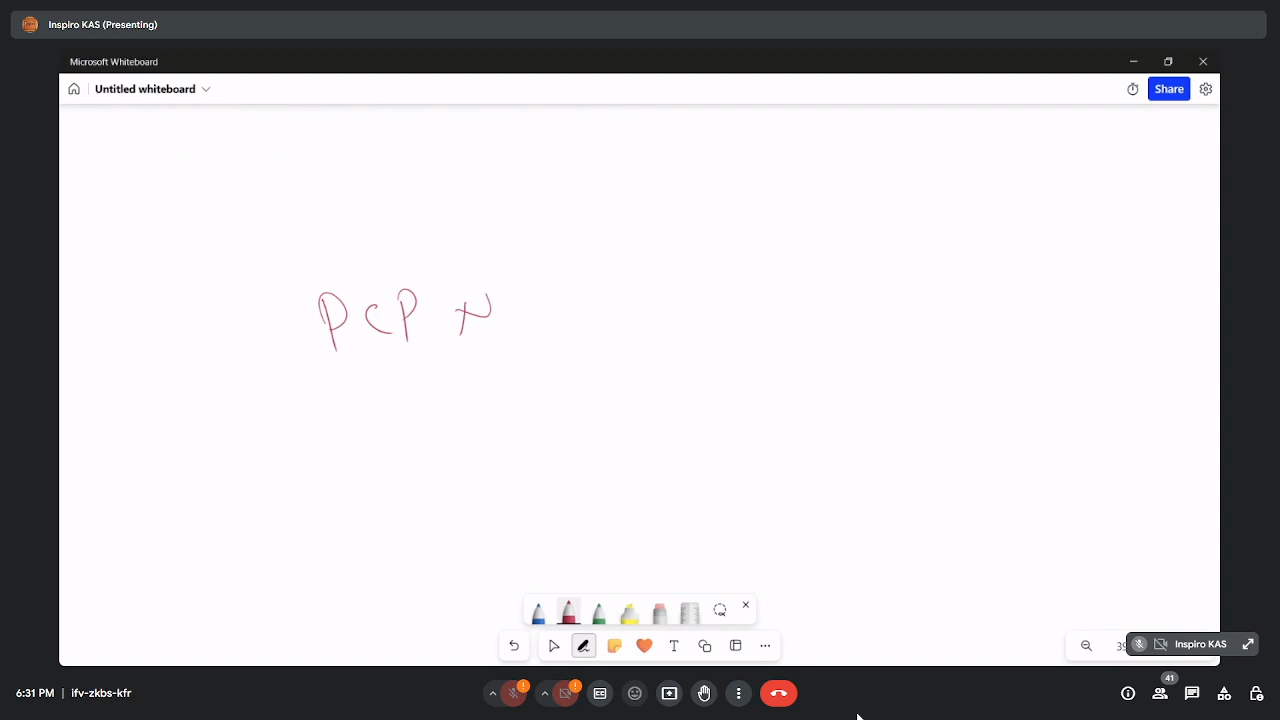 Inspiro KAS (Presenting)
Microsoft Whiteboard
Untitled whiteboard
Share
PCP N
T
Inspiro KAS
41
6:31 PM | ifv-zkbs-kfr